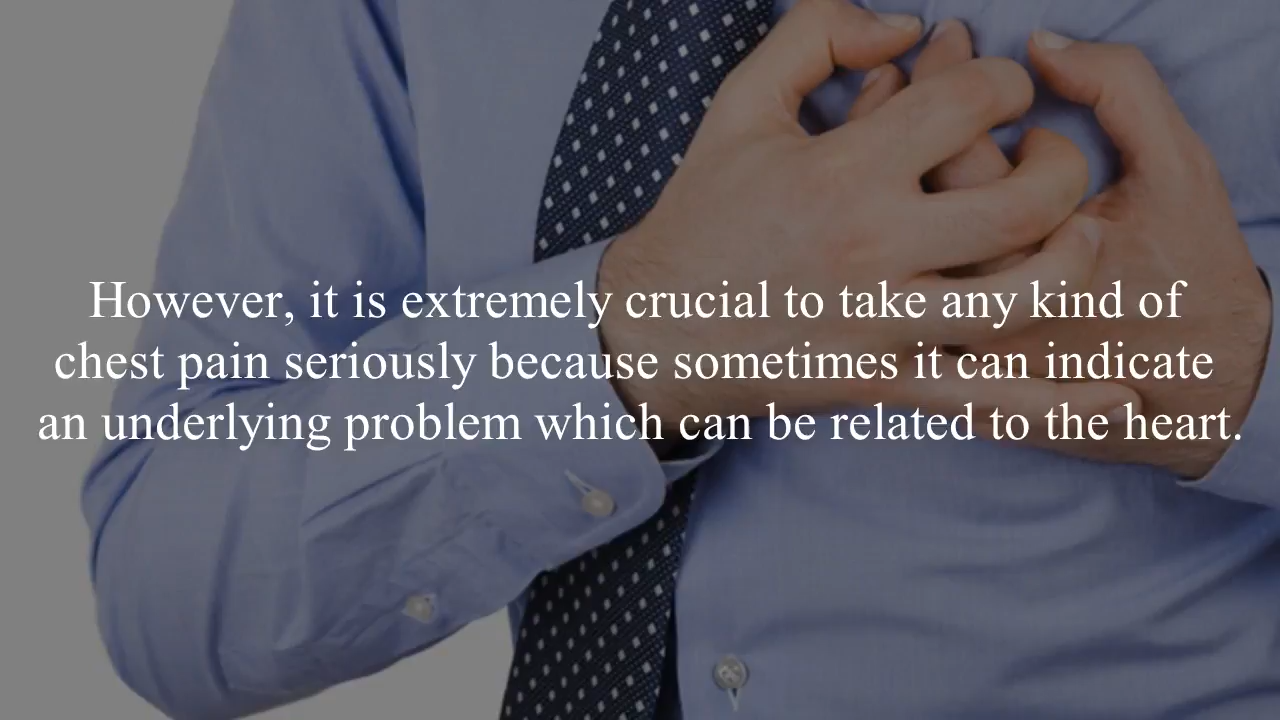 However, it is extremely crucial to take any kind of
chest pain seriously because sometimes it can indicate
an underlying problem which can be related to the heart.